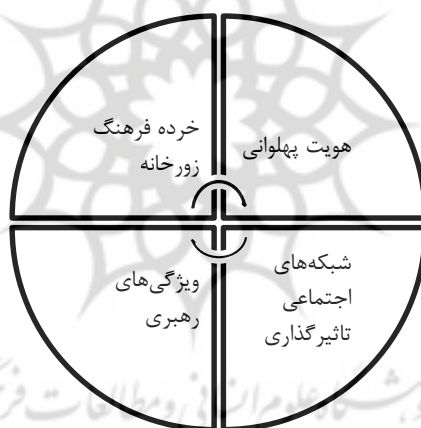 هویت پهلوانی
خرده فرهنگ
زورخانه
شبکه‌های
اجتماعی
تاثیرگذاری
ویژگی‌های
رهبری